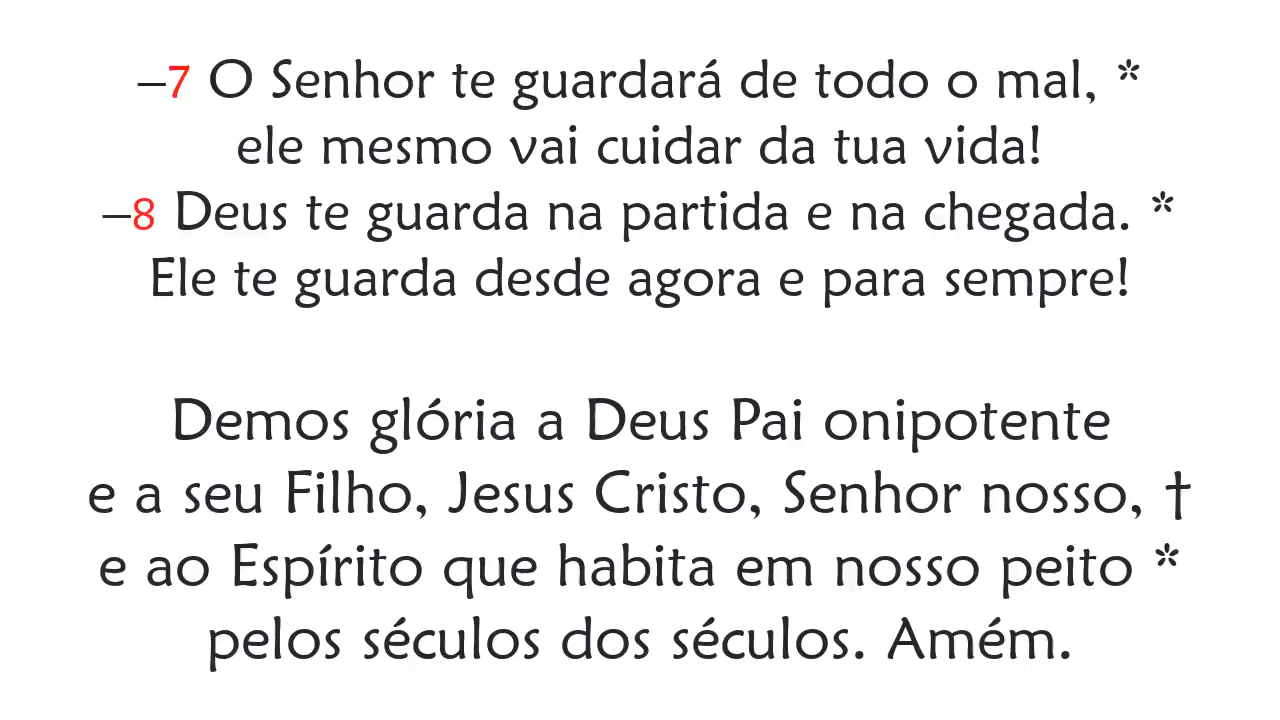 –7 O Senhor te guardará de todo o mal, *
ele mesmo vai cuidar da tua vida!
–8 Deus te guarda na partida e na chegada. *
Ele te guarda desde agora e para sempre!
Demos glória a Deus Pai onipotente
e a seu Filho, Jesus Cristo, Senhor nosso, †
e ao Espírito que habita em nosso peito *
pelos séculos dos séculos. Amém.